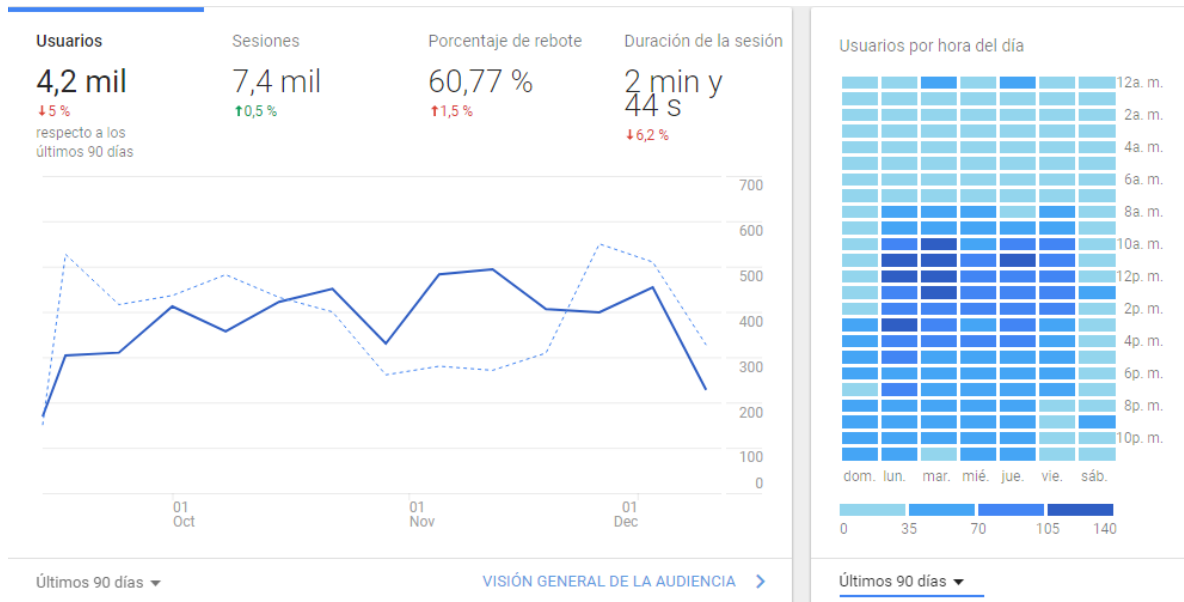 Usuarios
4,2 mil
↓5 %
respecto a los
últimos 90 días
Sesiones
7,4 mil
↑0,5 %
Porcentaje de rebote
60,77 %
↑1,5 %
Duración de la sesión
2 min y
44 s
↓6,2 %
700
600
500
400
300
200
100
0
01
Oct
01
Nov
01
Dec
Últimos 90 días
VISIÓN GENERAL DE LA AUDIENCIA
Usuarios por hora del día
12a. m.
2a. m.
4a. m.
6a. m.
8a. m.
10a. m.
12p. m.
2p. m.
4p. m.
6p. m.
8p. m.
10p. m.
dom. lun. mar. mié. jue. vie. sáb.
0 35 70 105 140
Últimos 90 días